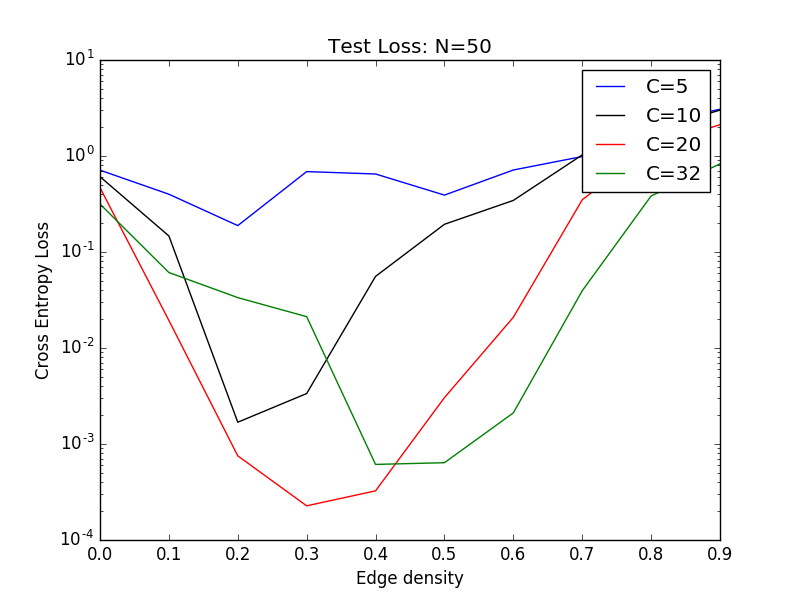 Test Loss: N=50
10^1
10^0
10^-1
10^-2
10^-3
10^-4
Cross Entropy Loss
C=5
C=10
C=20
C=32
0.0 0.1 0.2 0.3 0.4 0.5 0.6 0.7 0.8 0.9
Edge density